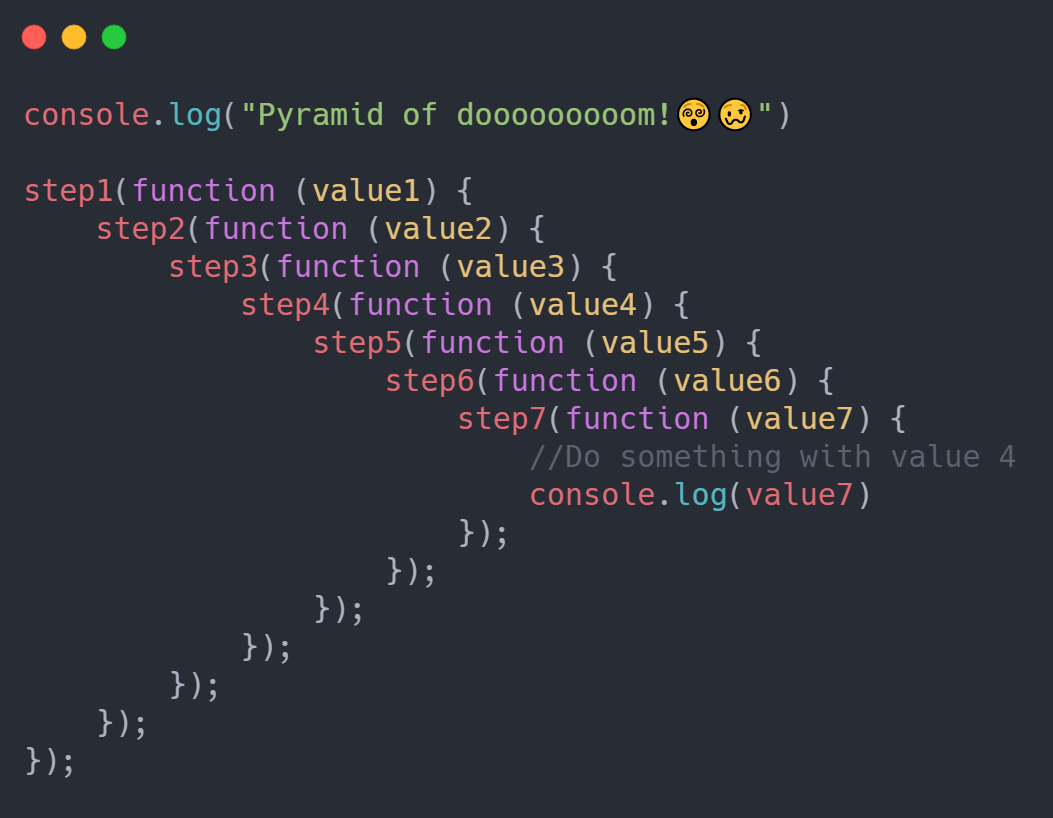 console.log("Pyramid of dooooooooom!😵‍💫🥴")
step1(function (value1) {
    step2(function (value2) {
        step3(function (value3) {
            step4(function (value4) {
                step5(function (value5) {
                    step6(function (value6) {
                        step7(function (value7) {
                            //Do something with value 4
                            console.log(value7)
                        });
                    });
                });
            });
        });
    });
});